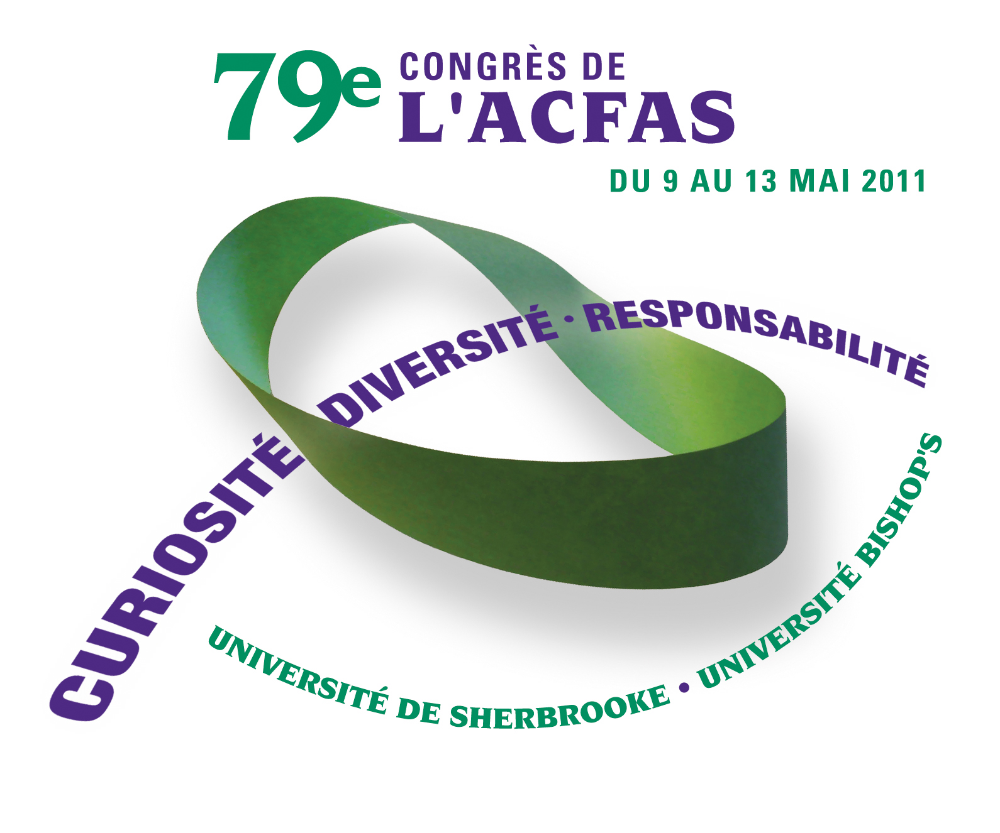 79e CONGRÈS DE
L'ACFAS
DU 9 AU 13 MAI 2011
CURIOSITÉ DIVERSITÉ • RESPONSABILITÉ
UNIVERSITÉ DE SHERBROOKE • UNIVERSITÉ BISHOP'S